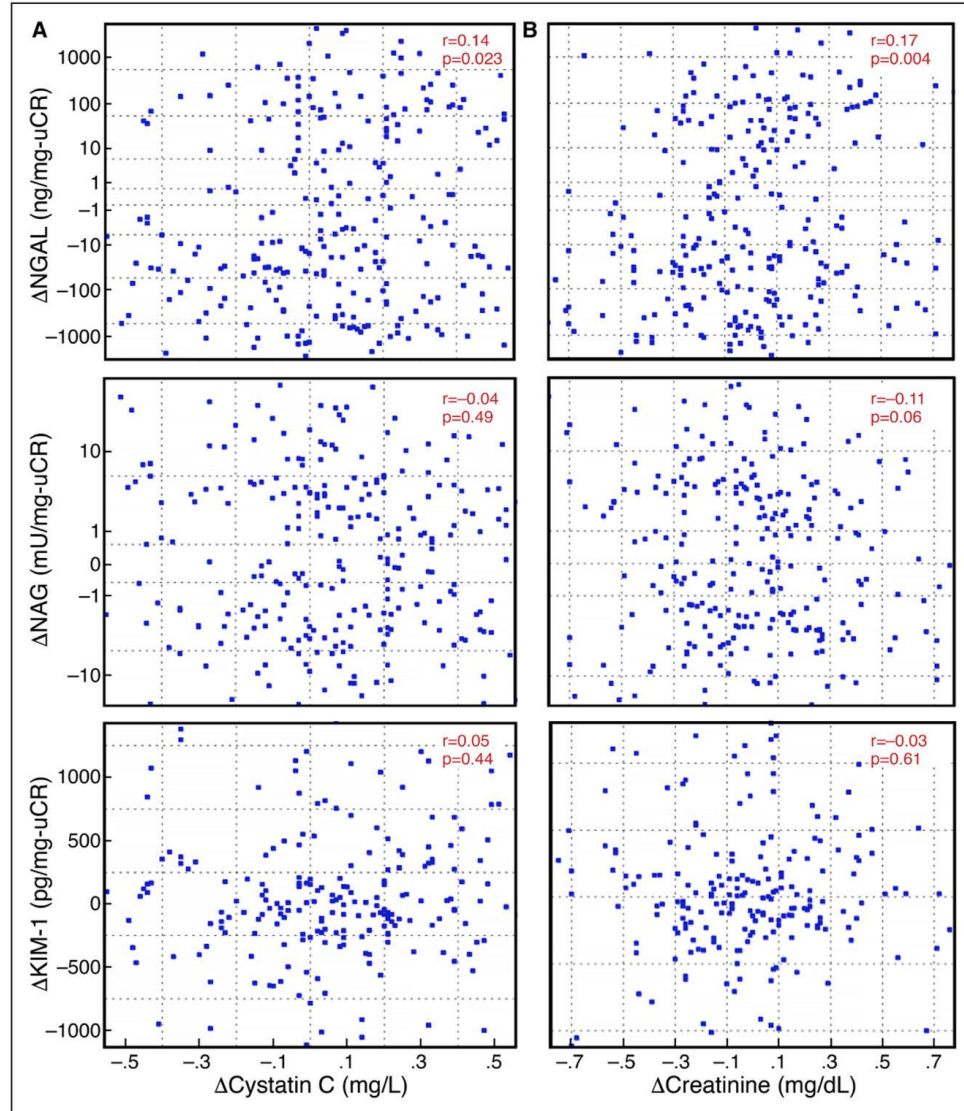 A
r=0.14
p=0.023
B
r=0.17
p=0.004
ΔNGAL (ng/mg-uCR)
1000
100
10
1
−1
−10
−100
−1000
r=−0.04
p=0.49
r=−0.11
p=0.06
ΔNAG (mU/mg-uCR)
10
1
0
−1
−10
r=0.05
p=0.44
r=−0.03
p=0.61
ΔKIM-1 (pg/mg-uCR)
1000
500
0
−500
−1000
−.5 −.3 −.1 .1 .3 .5
ΔCystatin C (mg/L)
−.7 −.5 −.3 −.1 .1 .3 .5 .7
ΔCreatinine (mg/dL)